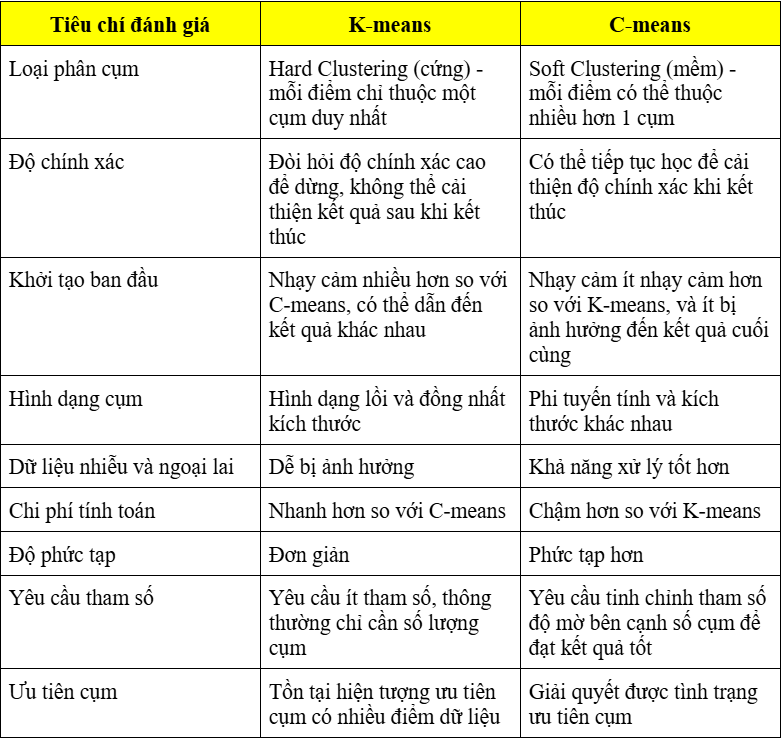 Tiêu chí đánh giá
K-means
C-means
Loại phân cụm
Hard Clustering (cứng) -
mỗi điểm chỉ thuộc một
cụm duy nhất
Soft Clustering (mềm) -
mỗi điểm có thể thuộc
nhiều hơn 1 cụm
Độ chính xác
Đòi hỏi độ chính xác cao
để dừng, không thể cải
thiện kết quả sau khi kết
thúc
Có thể tiếp tục học để cải
thiện độ chính xác khi kết
thúc
Khởi tạo ban đầu
Nhạy cảm nhiều hơn so với
C-means, có thể dẫn đến
kết quả khác nhau
Nhạy cảm ít nhạy cảm hơn
so với K-means, và ít bị
ảnh hưởng đến kết quả cuối
cùng
Hình dạng cụm
Hình dạng lồi và đồng nhất
kích thước
Phi tuyến tính và kích
thước khác nhau
Dữ liệu nhiễu và ngoại lai
Dễ bị ảnh hưởng
Khả năng xử lý tốt hơn
Chi phí tính toán
Nhanh hơn so với C-means
Chậm hơn so với K-means
Độ phức tạp
Đơn giản
Phức tạp hơn
Yêu cầu tham số
Yêu cầu ít tham số, thông
thường chỉ cần số lượng
cụm
Yêu cầu tinh chỉnh tham số
độ mờ bên cạnh số cụm để
đạt kết quả tốt
Ưu tiên cụm
Tồn tại hiện tượng ưu tiên
cụm có nhiều điểm dữ liệu
Giải quyết được tình trạng
ưu tiên cụm